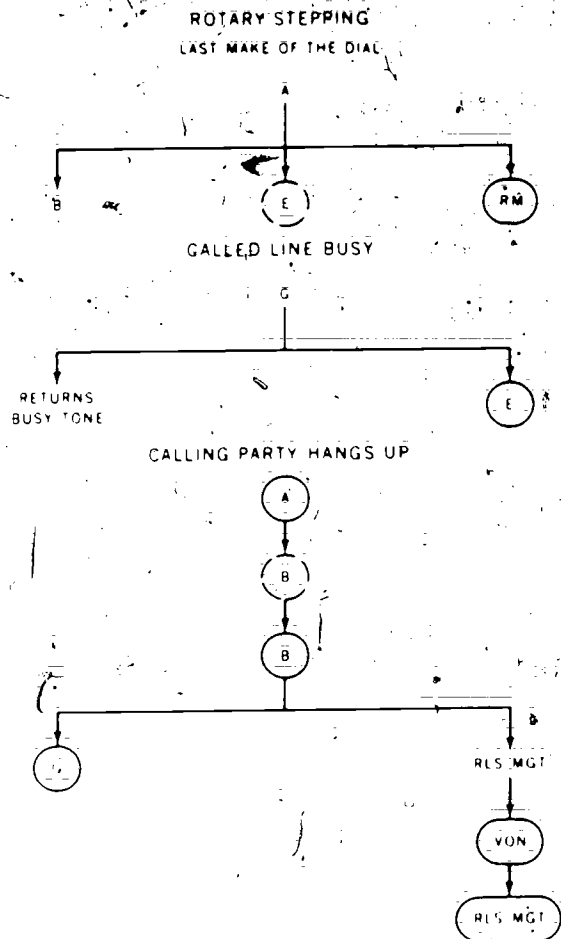 ROTARY STEPPING
LAST MAKE OF THE DIAL
A
B
E
RM
CALLED LINE BUSY
G
RETURNS
BUSY TONE
E
CALLING PARTY HANGS UP
A
B
B
RLS MGT
VON
RLS MGT